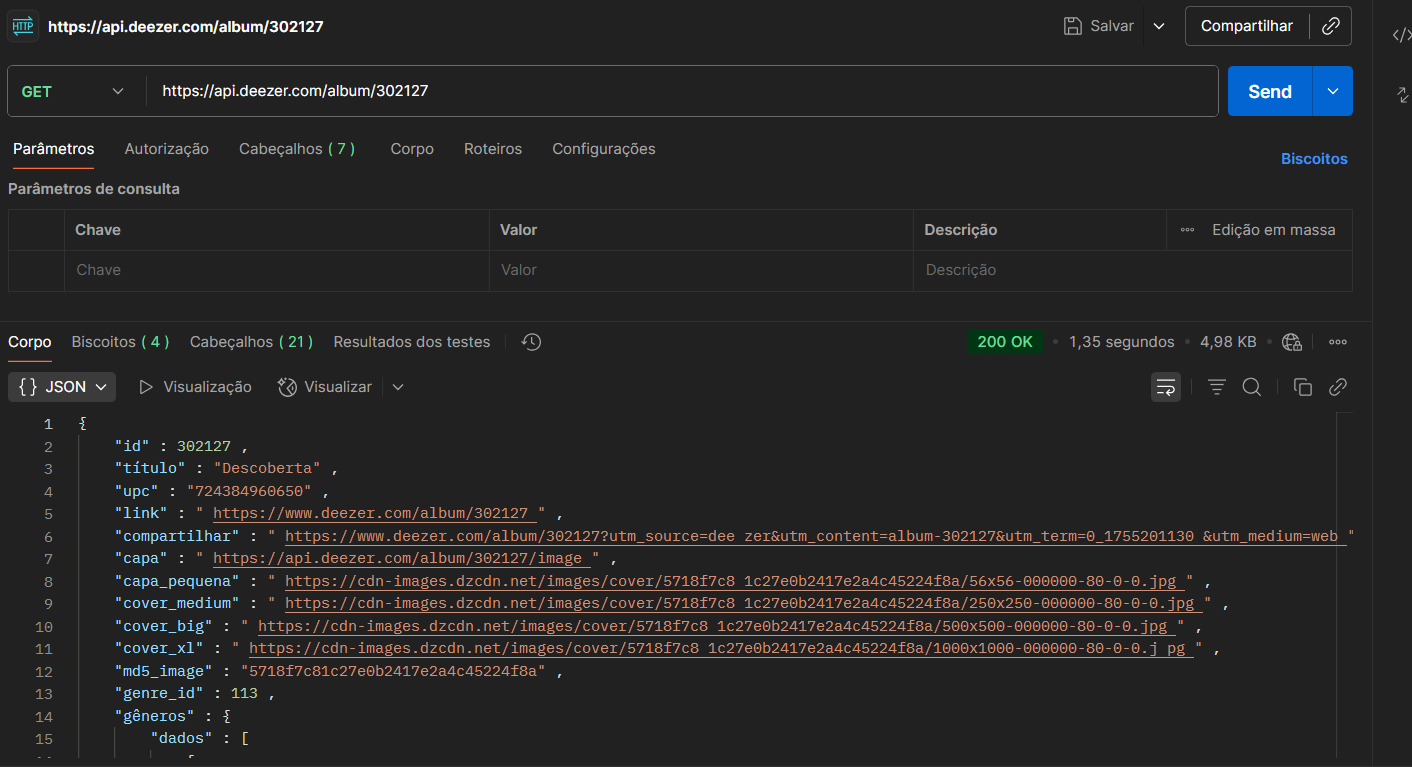 HTTP https://api.deezer.com/album/302127 Salvar Compartilhar
GET https://api.deezer.com/album/302127 Send
Parâmetros Autorização Cabeçalhos ( 7 ) Corpo Roteiros Configurações Biscoitos
Parâmetros de consulta
Chave Valor Descrição Edição em massa
Chave Valor Descrição
Corpo Biscoitos ( 4 ) Cabeçalhos ( 21 ) Resultados dos testes 200 OK • 1,35 segundos • 4,98 KB •
{} JSON Visualização Visualizar
1 {
2 "id" : 302127 ,
3 "título" : "Descoberta" ,
4 "upc" : "724384960650" ,
5 "link" : " https://www.deezer.com/album/302127 " ,
6 "compartilhar" : " https://www.deezer.com/album/302127?utm_source=dee zer&utm_content=album-302127&utm_term=0_1755201130 &utm_medium=web "
7 "capa" : " https://api.deezer.com/album/302127/image " ,
8 "capa_pequena" : " https://cdn-images.dzcdn.net/images/cover/5718f7c8 1c27e0b2417e2a4c45224f8a/56x56-000000-80-0-0.jpg " ,
9 "cover_medium" : " https://cdn-images.dzcdn.net/images/cover/5718f7c8 1c27e0b2417e2a4c45224f8a/250x250-000000-80-0-0.jpg " ,
10 "cover_big" : " https://cdn-images.dzcdn.net/images/cover/5718f7c8 1c27e0b2417e2a4c45224f8a/500x500-000000-80-0-0.jpg " ,
11 "cover_xl" : " https://cdn-images.dzcdn.net/images/cover/5718f7c8 1c27e0b2417e2a4c45224f8a/1000x1000-000000-80-0-0.j pg " ,
12 "md5_image" : "5718f7c81c27e0b2417e2a4c45224f8a" ,
13 "genre_id" : 113 ,
14 "gêneros" : {
15 "dados" : [